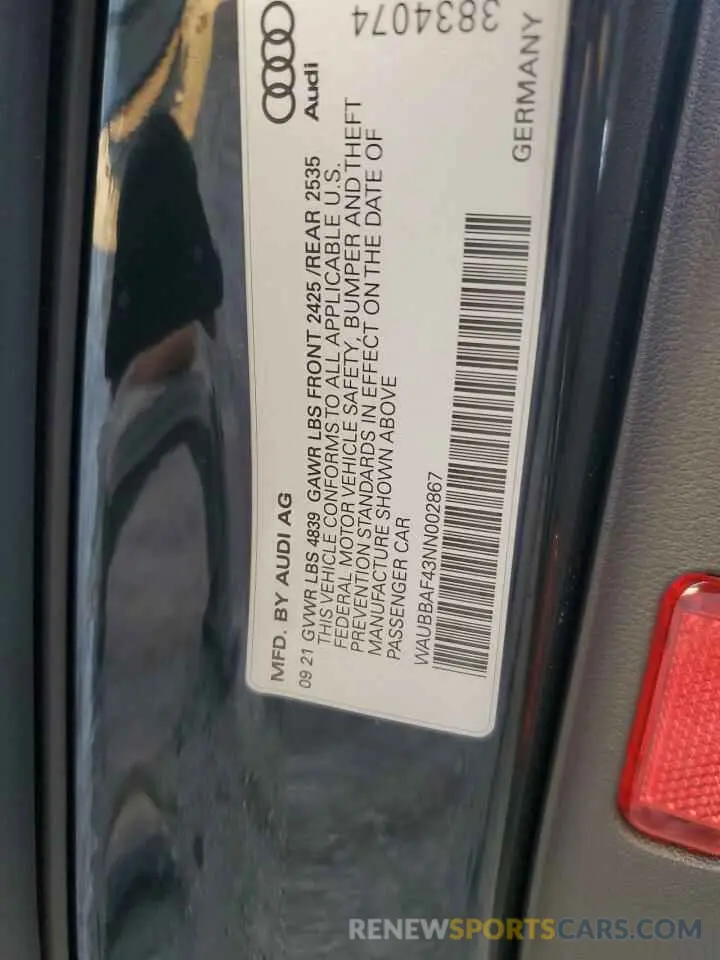 MFD. BY AUDI AG
09 21 GVWR LBS 4839 GAWR LBS FRONT 2425 /REAR 2535
THIS VEHICLE CONFORMS TO ALL APPLICABLE U.S.
FEDERAL MOTOR VEHICLE SAFETY, BUMPER AND THEFT
PREVENTION STANDARDS IN EFFECT ON THE DATE OF
MANUFACTURE SHOWN ABOVE
PASSENGER CAR
WAUBBAF43NN002867
Audi
3834074
GERMANY
RENEWSPORTSCARS.COM